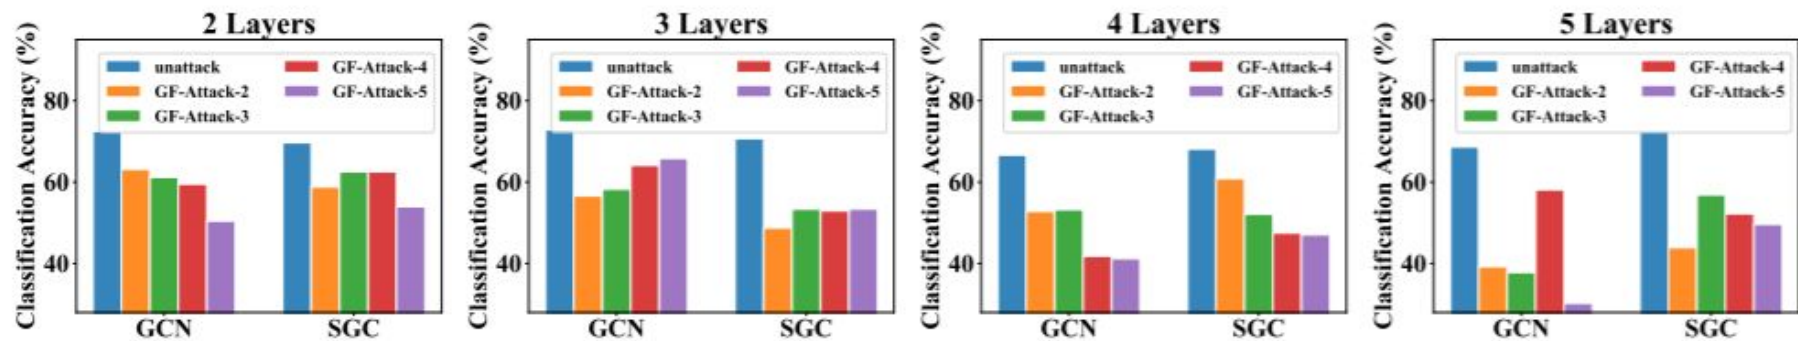 2 Layers
Classification Accuracy (%)
80
60
40
unattack
GF-Attack-2
GF-Attack-3
GF-Attack-4
GF-Attack-5
GCN
SGC
3 Layers
Classification Accuracy (%)
80
60
40
unattack
GF-Attack-2
GF-Attack-3
GF-Attack-4
GF-Attack-5
GCN
SGC
4 Layers
Classification Accuracy (%)
80
60
40
unattack
GF-Attack-2
GF-Attack-3
GF-Attack-4
GF-Attack-5
GCN
SGC
5 Layers
Classification Accuracy (%)
80
60
40
unattack
GF-Attack-2
GF-Attack-3
GF-Attack-4
GF-Attack-5
GCN
SGC